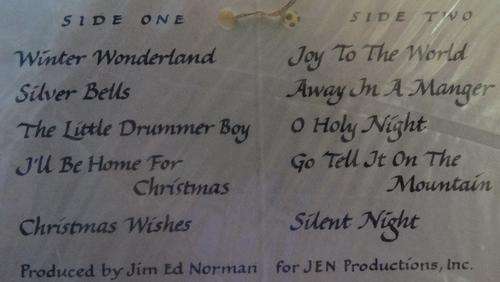 SIDE ONE
Winter Wonderland
Silver Bells
The Little Drummer Boy
I'll Be Home For
Christmas
Christmas Wishes
SIDE TWO
Joy To The World
Away In A Manger
O Holy Night
Go Tell It On The
Mountain
Silent Night
Produced by Jim Ed Norman for JEN Productions, Inc.